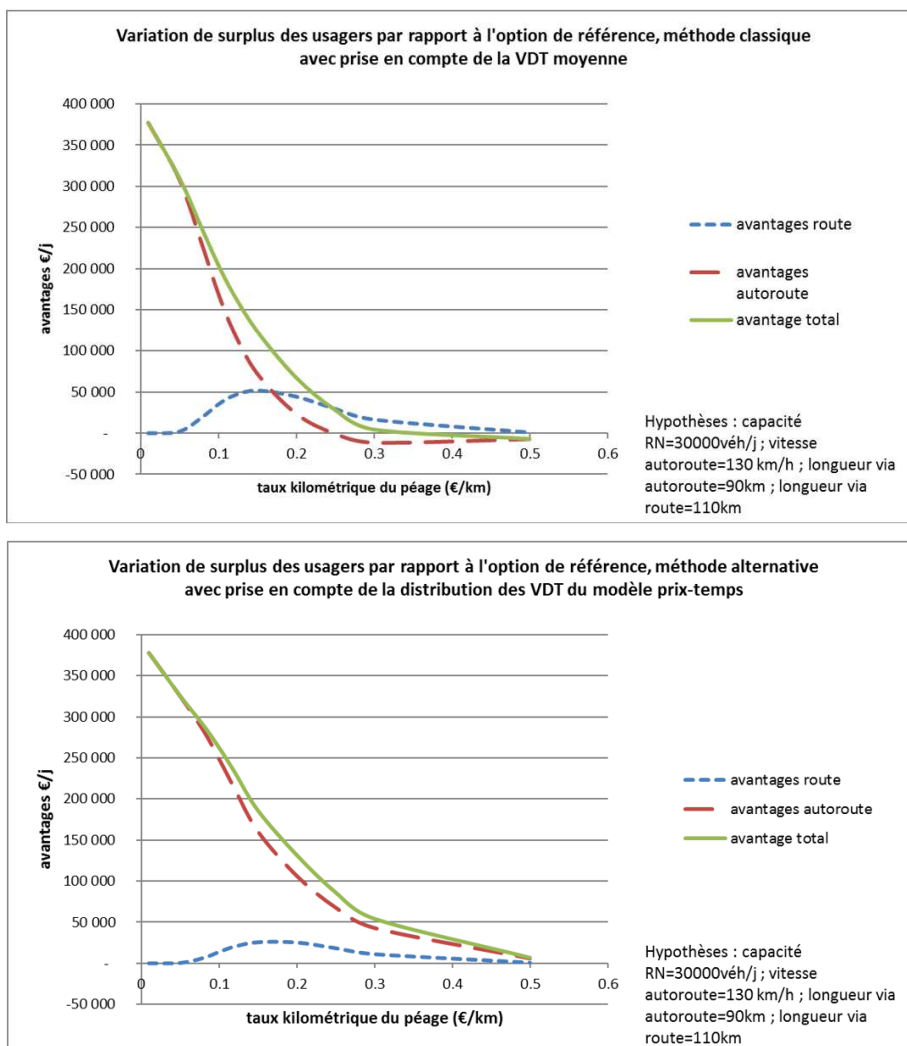 Variation de surplus des usagers par rapport à l'option de référence, méthode classique
avec prise en compte de la VDT moyenne
400 000
350 000
300 000
250 000
200 000
150 000
100 000
50 000
-
-50 000
avantages €/j
0 0.1 0.2 0.3 0.4 0.5 0.6
taux kilométrique du péage (€/km)
avantages route
avantages
autoroute
avantage total
Hypothèses : capacité
RN=30000véh/j ; vitesse
autoroute=130 km/h ; longueur via
autoroute=90km ; longueur via
route=110km
Variation de surplus des usagers par rapport à l'option de référence, méthode alternative
avec prise en compte de la distribution des VDT du modèle prix-temps
400 000
350 000
300 000
250 000
200 000
150 000
100 000
50 000
-
-50 000
avantages €/j
0 0.1 0.2 0.3 0.4 0.5 0.6
taux kilométrique du péage (€/km)
avantages route
avantages autoroute
avantage total
Hypothèses : capacité
RN=30000véh/j ; vitesse
autoroute=130 km/h ; longueur via
autoroute=90km ; longueur via
route=110km